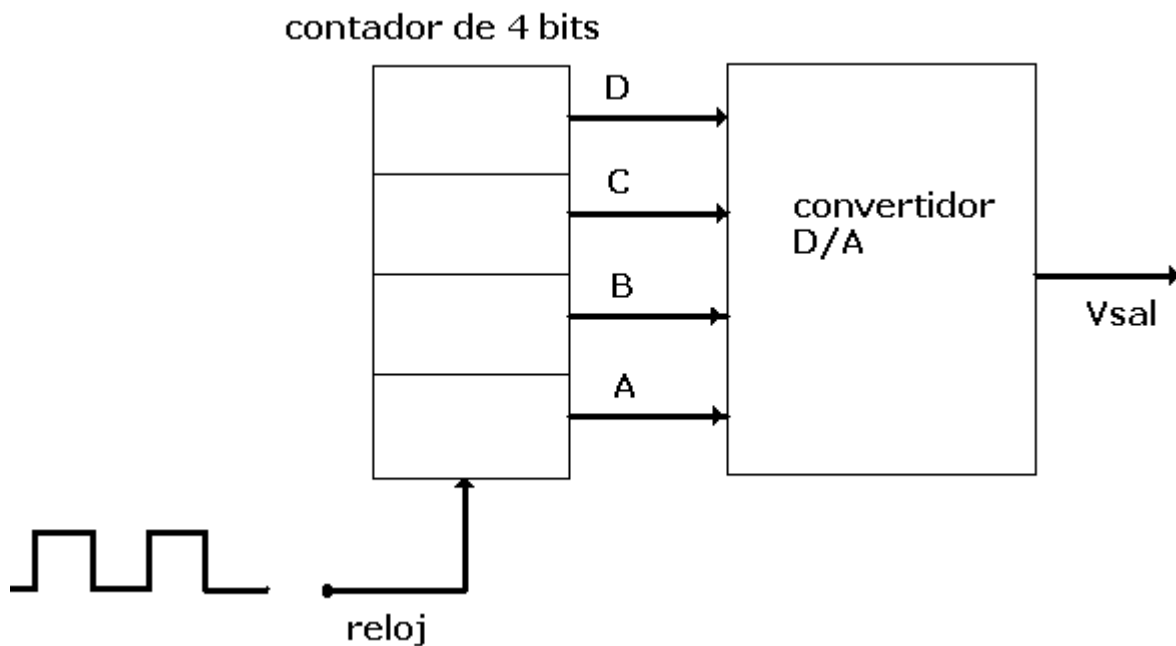 contador de 4 bits
D
C
B
A
convertidor
D/A
Vsal
reloj